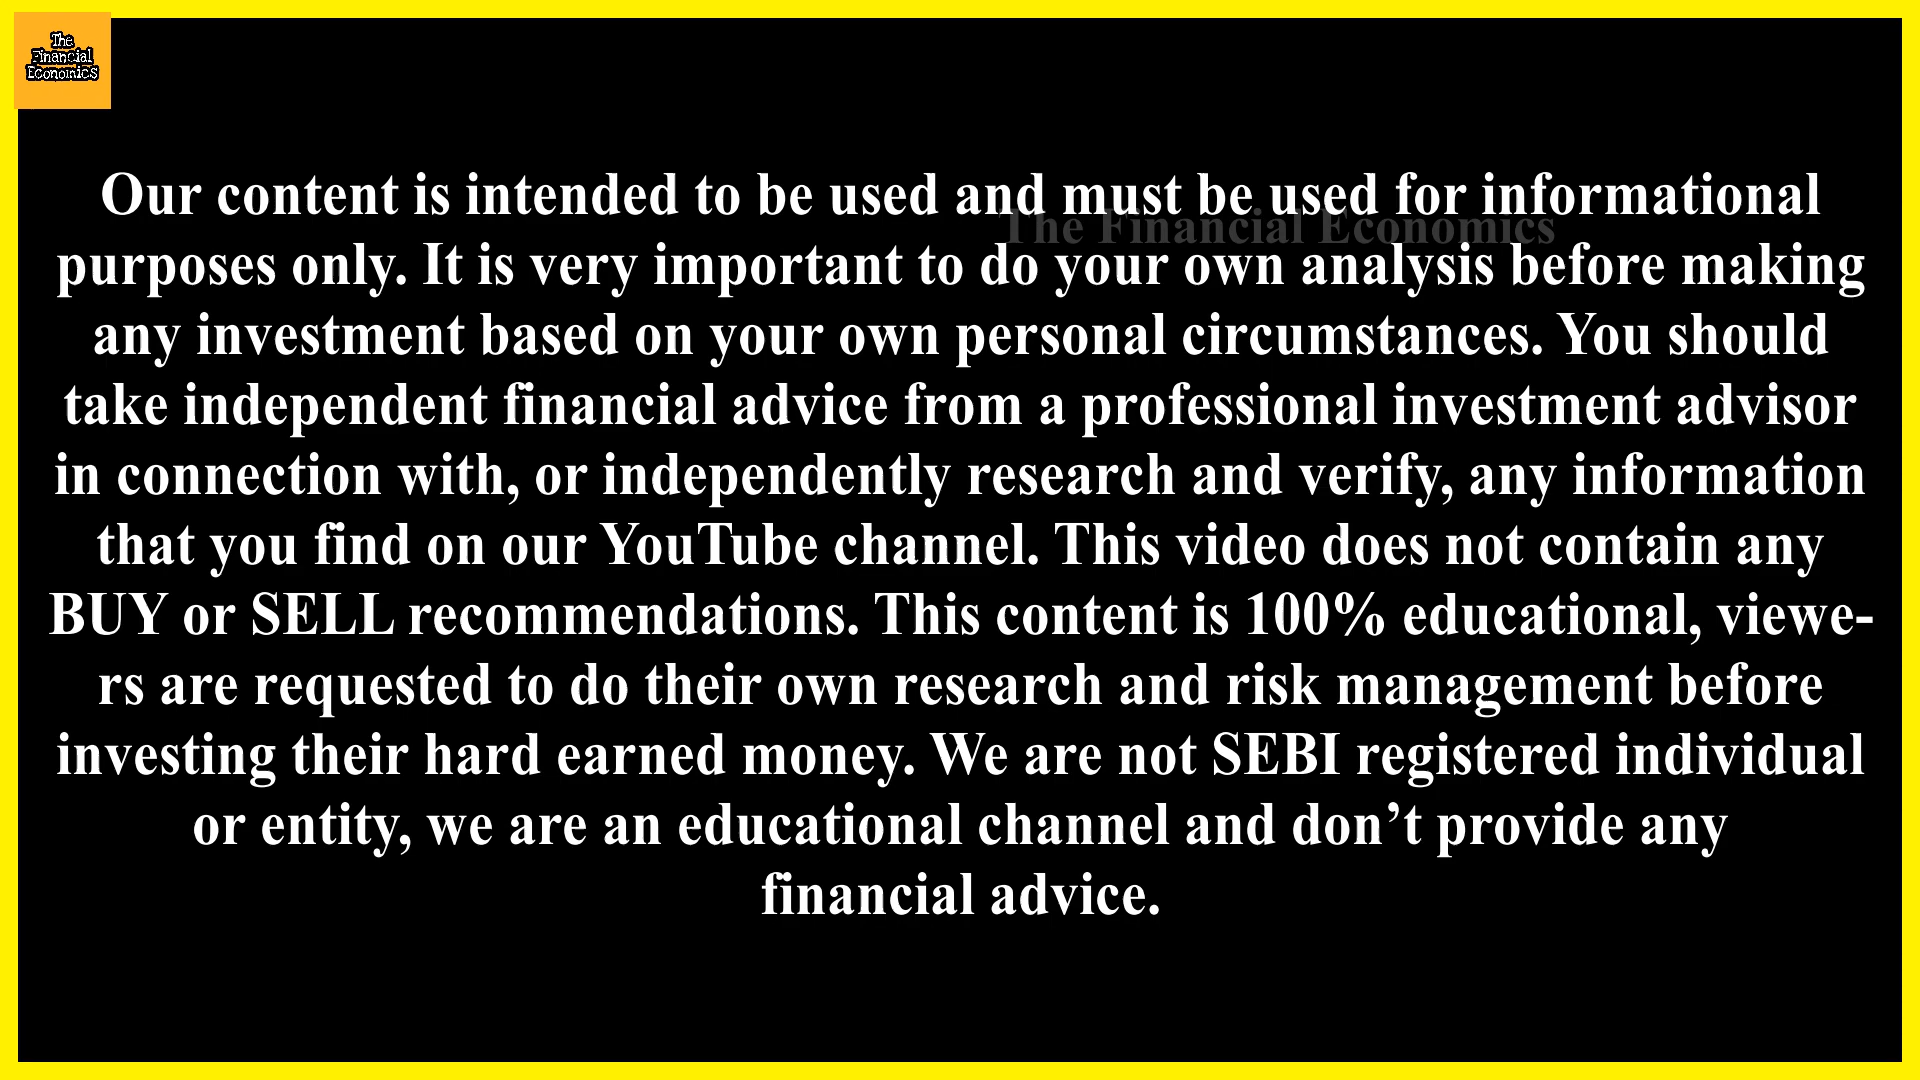 The
Financial
Economics
Our content is intended to be used and must be used for informational
The Financial Economics
purposes only. It is very important to do your own analysis before making
any investment based on your own personal circumstances. You should
take independent financial advice from a professional investment advisor
in connection with, or independently research and verify, any information
that you find on our YouTube channel. This video does not contain any
BUY or SELL recommendations. This content is 100% educational, viewe-
rs are requested to do their own research and risk management before
investing their hard earned money. We are not SEBI registered individual
or entity, we are an educational channel and don’t provide any
financial advice.